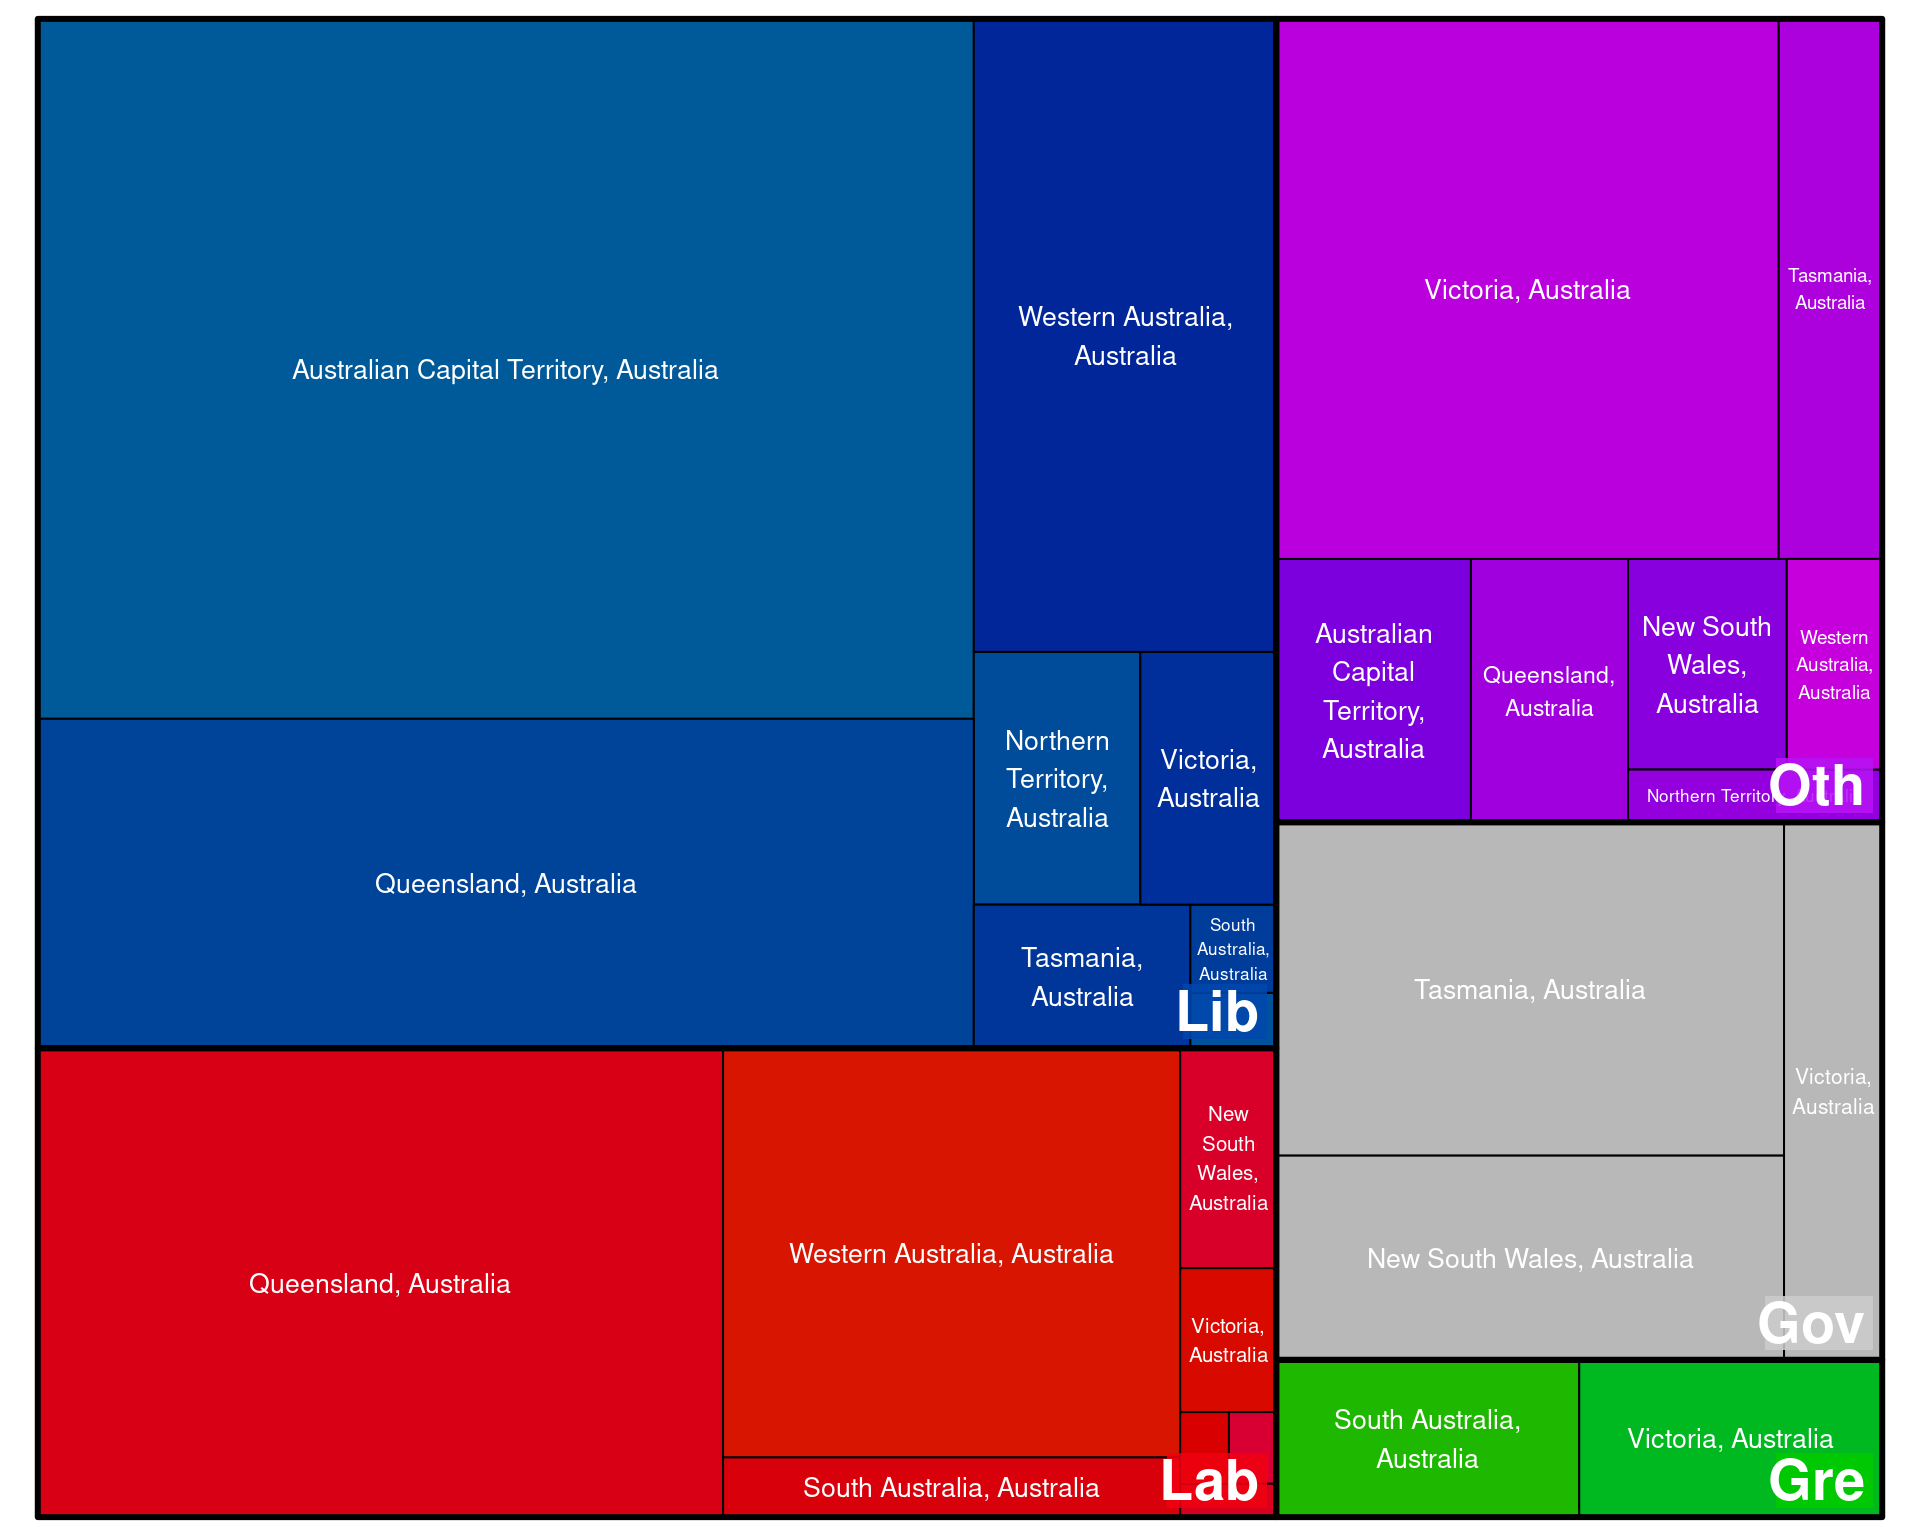 Australian Capital Territory, Australia
Queensland, Australia
Western Australia,
Australia
Northern
Territory,
Australia
Victoria,
Australia
Tasmania,
Australia
South
Australia,
Australia
Lib
Queensland, Australia
Western Australia, Australia
South Australia, Australia
New
South
Wales,
Australia
Victoria,
Australia
Lab
Victoria, Australia
Tasmania,
Australia
Australian
Capital
Territory,
Australia
Queensland,
Australia
New South
Wales,
Australia
Western
Australia,
Australia
Northern
Oth
Tasmania, Australia
New South Wales, Australia
Victoria,
Australia
Gov
South Australia,
Australia
Victoria, Australia
Gre